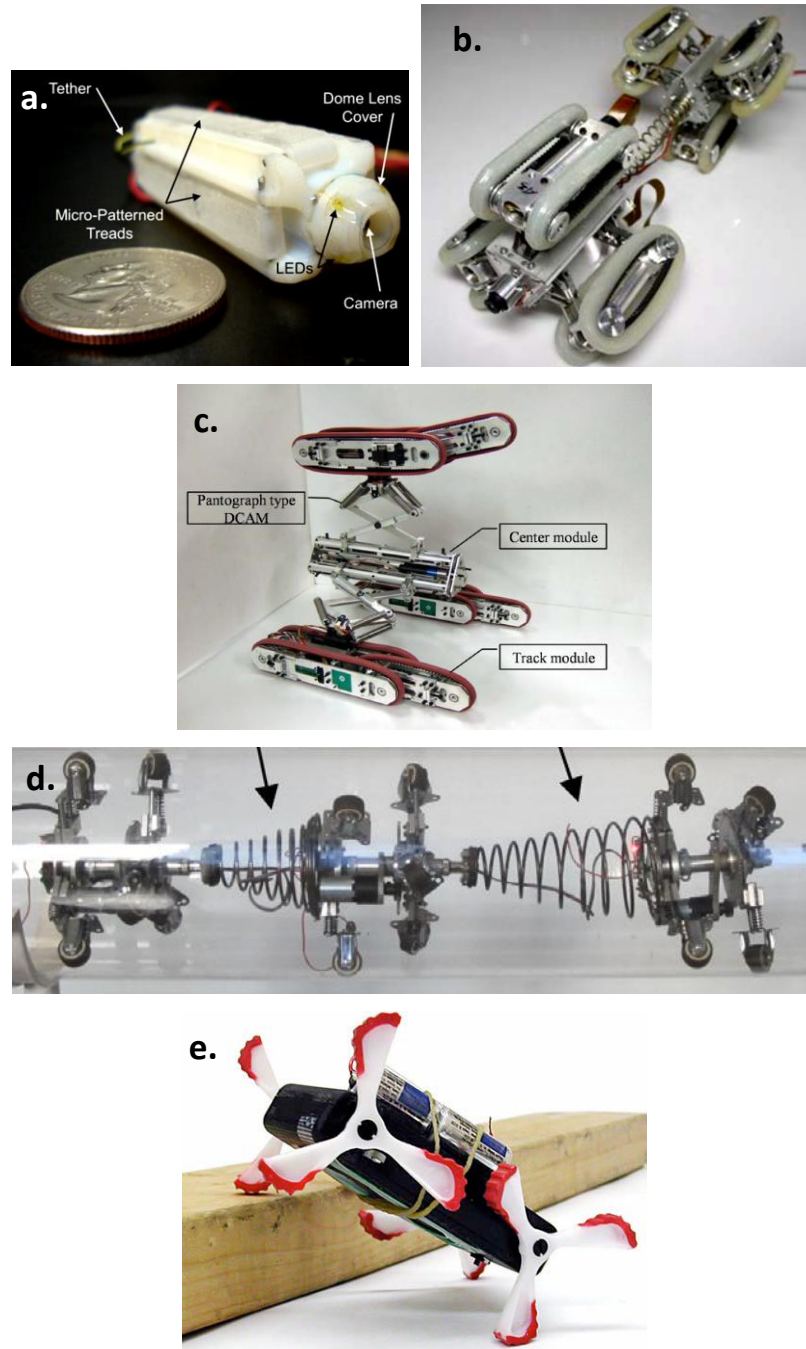 a.
Tether
Dome Lens
Cover
Micro-Patterned
Treads
LEDs
Camera
b.
c.
Pantograph type
DCAM
Center module
Track module
d.
e.